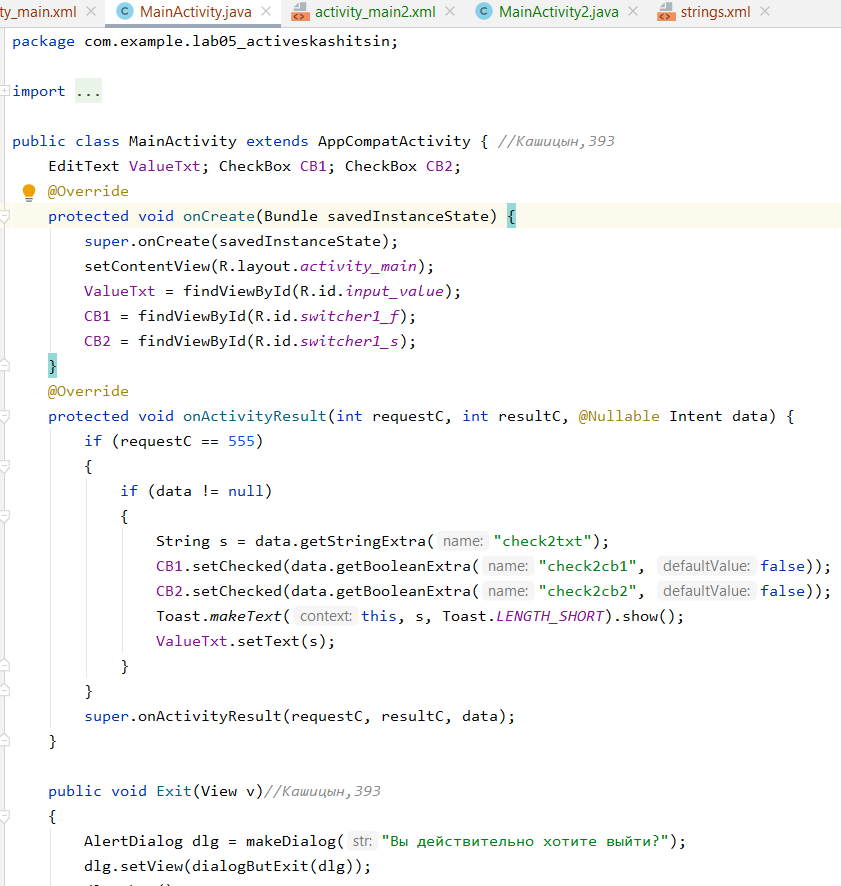 ty_main.xml MainActivity.java activity_main2.xml MainActivity2.java strings.xml
package com.example.lab05_activeskashitsin;
import ...
public class MainActivity extends AppCompatActivity { //Кашицын,393
EditText ValueTxt; CheckBox CB1; CheckBox CB2;
@Override
protected void onCreate(Bundle savedInstanceState) {
super.onCreate(savedInstanceState);
setContentView(R.layout.activity_main);
ValueTxt = findViewById(R.id.input_value);
CB1 = findViewById(R.id.switcher1_f);
CB2 = findViewById(R.id.switcher1_s);
}
@Override
protected void onActivityResult(int requestC, int resultC, @Nullable Intent data) {
if (requestC == 555)
{
if (data != null)
{
String s = data.getStringExtra( name: "check2txt");
CB1.setChecked(data.getBooleanExtra( name: "check2cb1", defaultValue: false));
CB2.setChecked(data.getBooleanExtra( name: "check2cb2", defaultValue: false));
Toast.makeText( context: this, s, Toast.LENGTH_SHORT).show();
ValueTxt.setText(s);
}
}
super.onActivityResult(requestC, resultC, data);
}
public void Exit(View v)//Кашицын,393
{
AlertDialog dlg = makeDialog( str: "Вы действительно хотите выйти?");
dlg.setView(dialogButExit(dlg));